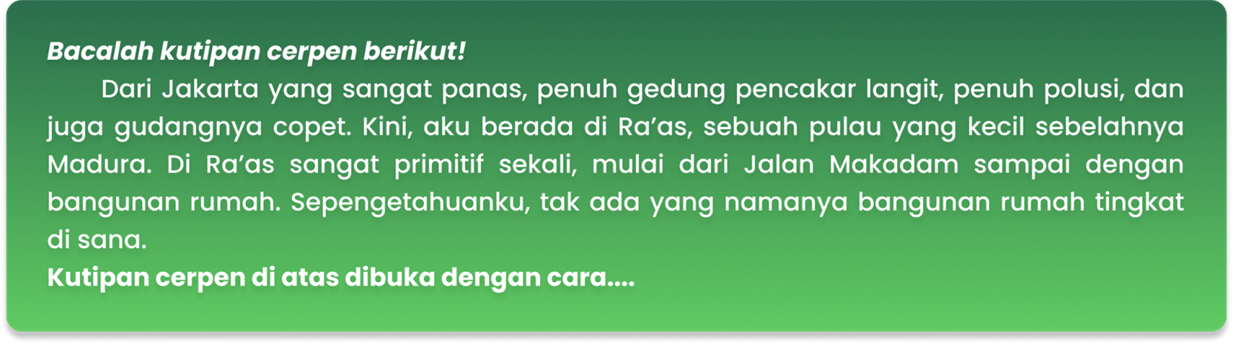 Bacalah kutipan cerpen berikut!
Dari Jakarta yang sangat panas, penuh gedung pencakar langit, penuh polusi, dan
juga gudangnya copet. Kini, aku berada di Ra’as, sebuah pulau yang kecil sebelahnya
Madura. Di Ra’as sangat primitif sekali, mulai dari Jalan Makadam sampai dengan
bangunan rumah. Sepengetahuanku, tak ada yang namanya bangunan rumah tingkat
di sana.
Kutipan cerpen di atas dibuka dengan cara....